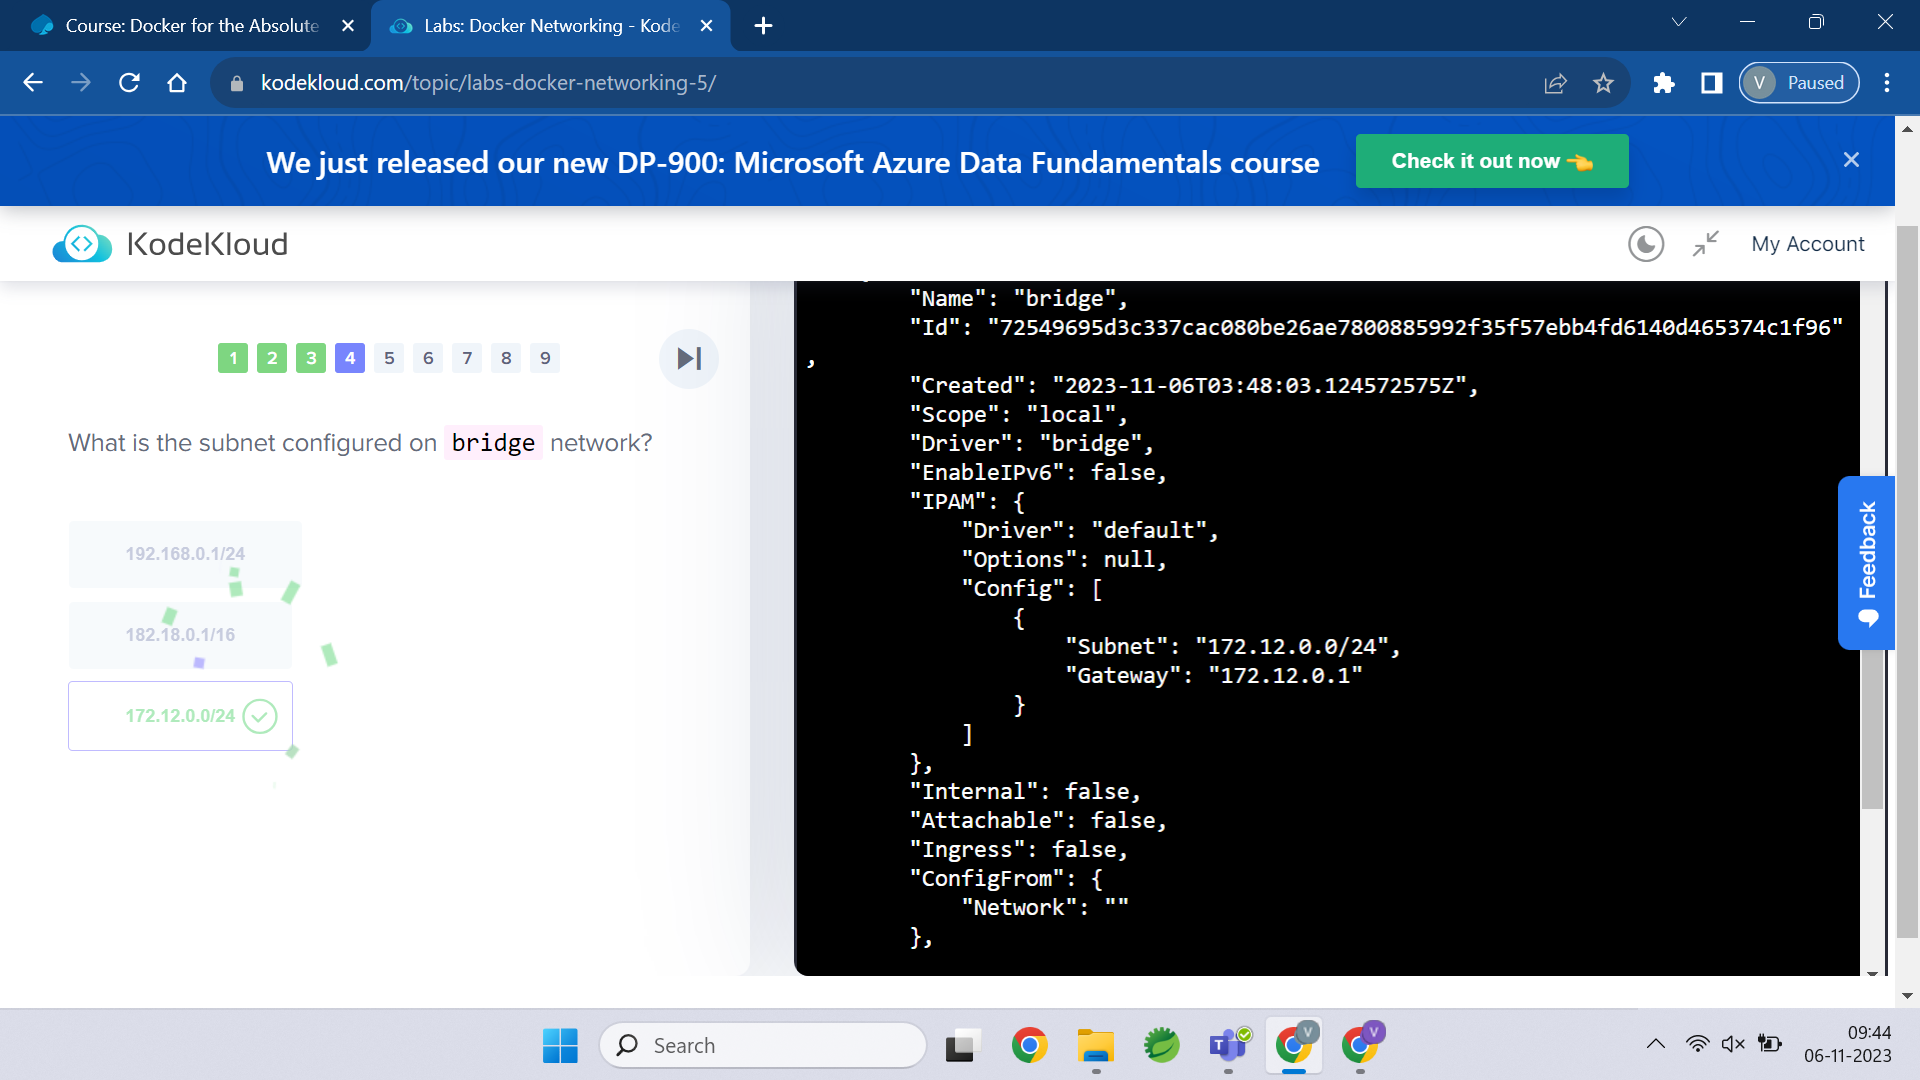 Course: Docker for the Absolute
Labs: Docker Networking - Kode
kodekloud.com/topic/labs-docker-networking-5/
V Paused
We just released our new DP-900: Microsoft Azure Data Fundamentals course
Check it out now 👈
KodeKloud
My Account
1 2 3 4 5 6 7 8 9
What is the subnet configured on bridge network?
192.168.0.1/24
182.18.0.1/16
172.12.0.0/24
"Name": "bridge",
"Id": "72549695d3c337cac080be26ae7800885992f35f57ebb4fd6140d465374c1f96"
,
"Created": "2023-11-06T03:48:03.124572575Z",
"Scope": "local",
"Driver": "bridge",
"EnableIPv6": false,
"IPAM": {
"Driver": "default",
"Options": null,
"Config": [
{
"Subnet": "172.12.0.0/24",
"Gateway": "172.12.0.1"
}
]
},
"Internal": false,
"Attachable": false,
"Ingress": false,
"ConfigFrom": {
"Network": ""
},
Feedback
Search
T
V
V
09:44
06-11-2023